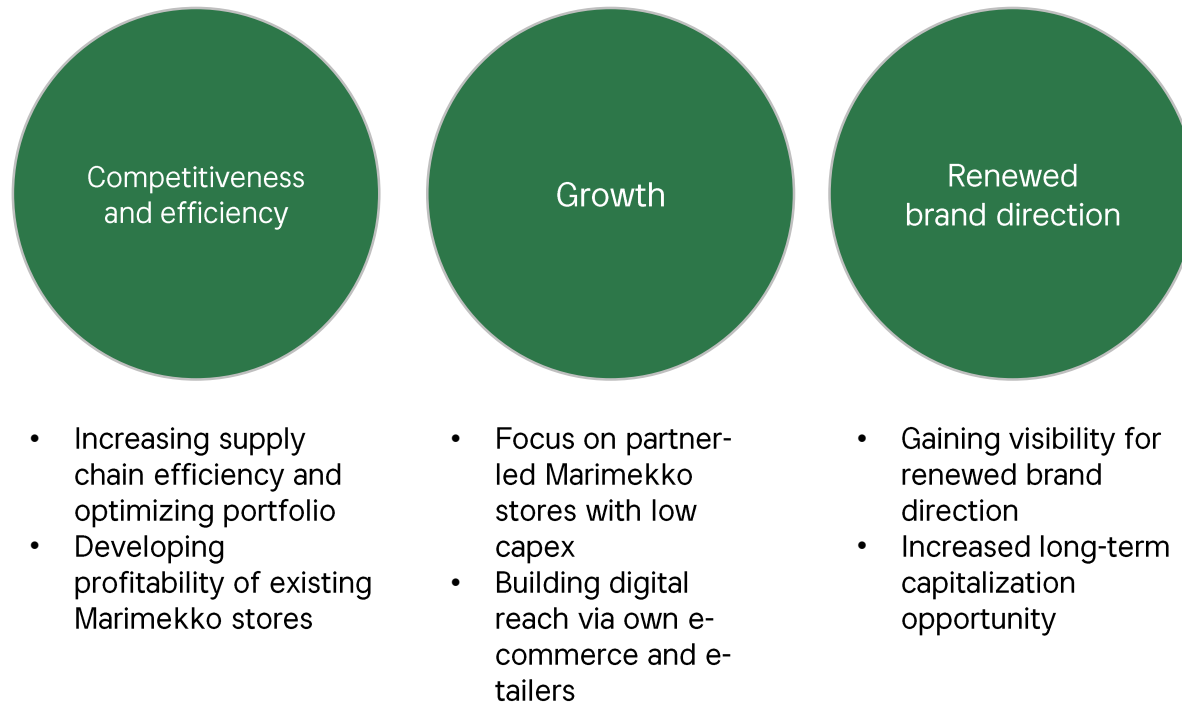 Competitiveness
and efficiency
Growth
Renewed
brand direction
• Increasing supply
chain efficiency and
optimizing portfolio
• Developing
profitability of existing
Marimekko stores
• Focus on partner-
led Marimekko
stores with low
capex
• Building digital
reach via own e-
commerce and e-
tailers
• Gaining visibility for
renewed brand
direction
• Increased long-term
capitalization
opportunity